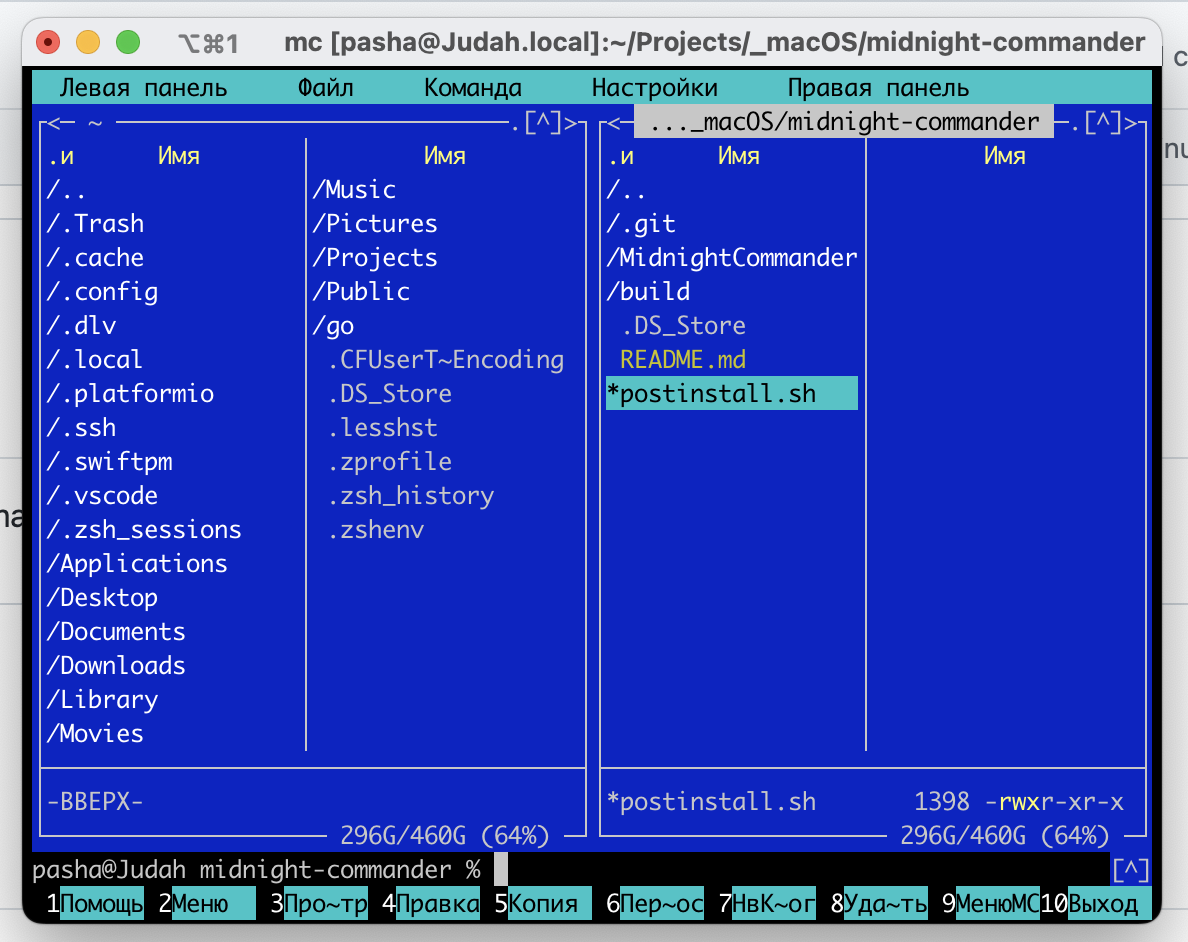 ⌥⌘1 mc [pasha@Judah.local]:~/Projects/_macOS/midnight-commander
Левая панель Файл Команда Настройки Правая панель
<─ ~ .[^]>
.и Имя Имя
/..
/.Trash
/.cache
/.config
/.dlv
/.local
/.platformio
/.ssh
/.swiftpm
/.vscode
/.zsh_sessions
/Applications
/Desktop
/Documents
/Downloads
/Library
/Movies
/Music
/Pictures
/Projects
/Public
/go
.CFUserT~Encoding
.DS_Store
.lesshst
.zprofile
.zsh_history
.zshenv
-ВВЕРХ-
296G/460G (64%)
<─ ..._macOS/midnight-commander .[^]>
.и Имя Имя
/..
/.git
/MidnightCommander
/build
.DS_Store
README.md
*postinstall.sh
*postinstall.sh 1398 -rwxr-xr-x
296G/460G (64%)
pasha@Judah midnight-commander % [^]
1Помощь 2Меню 3Про~тр 4Правка 5Копия 6Пер~ос 7НвК~ог 8Уда~ть 9МенюMC 10Выход